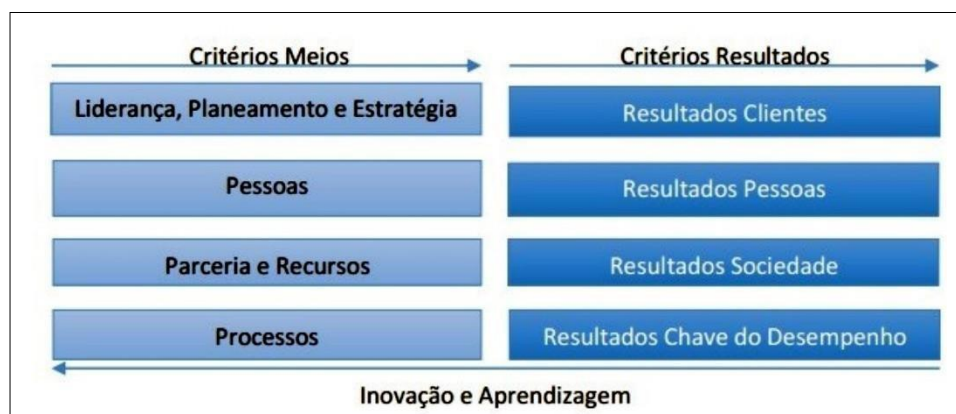 Critérios Meios
Critérios Resultados
Liderança, Planeamento e Estratégia
Resultados Clientes
Pessoas
Resultados Pessoas
Parceria e Recursos
Resultados Sociedade
Processos
Resultados Chave do Desempenho
Inovação e Aprendizagem